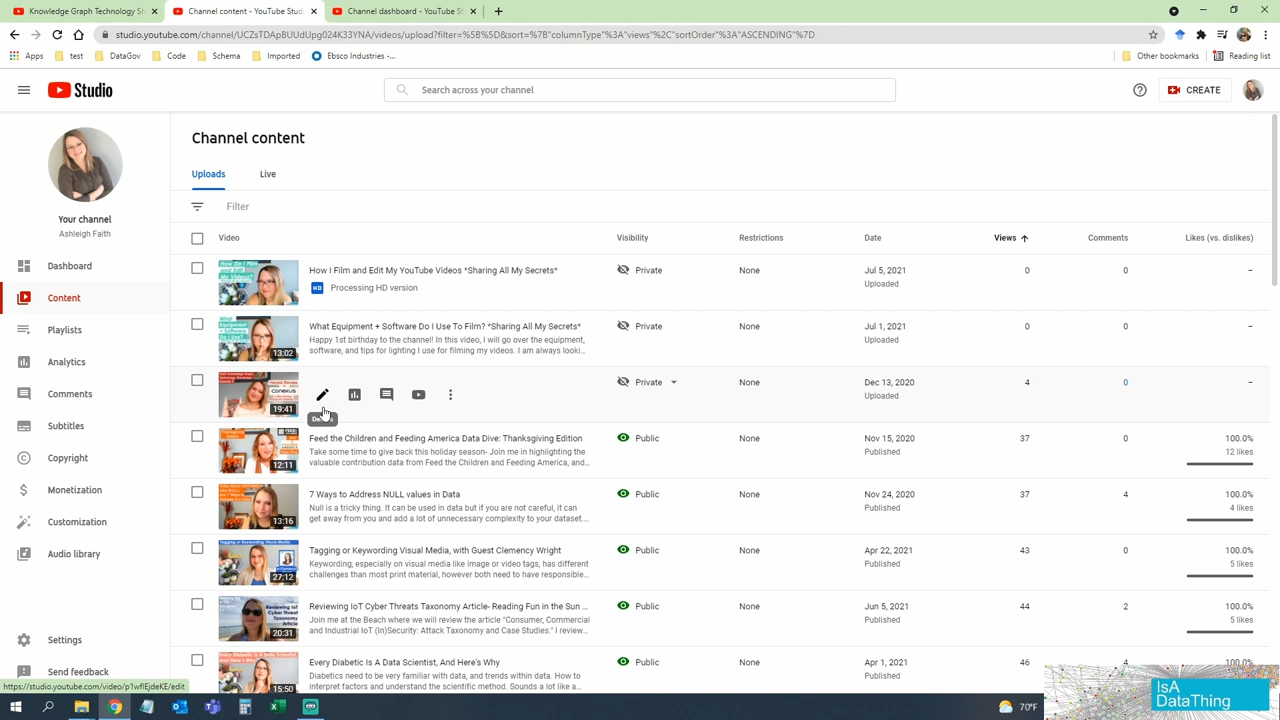 Knowledge Graph Technology Sh
Channel content - YouTube Stud
Channel dashboard - YouTube St
studio.youtube.com/channel/UCZsTDApBUUdUpg024K33YNA/videos/upload?filter=%5B%5D&sort=%7B"columnType"%3A"views"%2C"sortOrder"%3A"ASCENDING"%7D
Apps
test
DataGov
Code
Schema
Imported
Ebsco Industries -...
Other bookmarks
Reading list
Studio
Search across your channel
CREATE
Your channel
Ashleigh Faith
Dashboard
Content
Playlists
Analytics
Comments
Subtitles
Copyright
Monetization
Customization
Audio library
Settings
Send feedback
Channel content
Uploads
Live
Filter
Video
Visibility
Restrictions
Date
Views
Comments
Likes (vs. dislikes)
How I Film and Edit My YouTube Videos *Sharing All My Secrets*
HD Processing HD version
Private
None
Jul 5, 2021
Uploaded
0
0
–
13:02
What Equipment + Software Do I Use To Film? *Sharing All My Secrets*
Happy 1st birthday to the channel! In this video, I will go over the equipment,
software, and tips for lighting I use for filming my videos. I am always looki...
Private
None
Jul 1, 2021
Uploaded
0
0
–
19:41
Private
None
Dec 13, 2020
Uploaded
4
0
–
12:11
Feed the Children and Feeding America Data Dive: Thanksgiving Edition
Take some time to give back this holiday season- Join me in highlighting the
valuable contribution data from Feed the Children and Feeding America, and...
Public
None
Nov 15, 2020
Published
37
0
100.0%
12 likes
13:16
7 Ways to Address NULL values in Data
Null is a tricky thing. It can be used in data but if you are not careful, it can
get away from you and add a lot of unnecessary complexity to your dataset....
Public
None
Nov 24, 2020
Published
37
4
100.0%
4 likes
27:12
Tagging or Keywording Visual Media, with Guest Clemency Wright
Keywording, especially on visual media like image or video tags, has different
challenges than most print material, however both need to have responsible...
Public
None
Apr 22, 2021
Published
43
0
100.0%
5 likes
20:31
Reviewing IoT Cyber Threats Taxonomy Article- Reading Fun in the Sun ...
Join me at the Beach where we will review the article "Consumer, Commercial
and Industrial IoT (In)Security: Attack Taxonomy and Case Studies." I review...
Public
None
Jun 5, 2021
Published
44
2
100.0%
5 likes
15:50
Every Diabetic Is A Data Scientist, And Here's Why
Diabetics need to be very familiar with data, and trends within data. How to
interpret factors and understand the scientific method. Sounds a lot like a...
Public
None
Apr 1, 2021
Published
46
100.0%
https://studio.youtube.com/video/p1wflEjdeKE/edit
70°F
IsA
DataThing